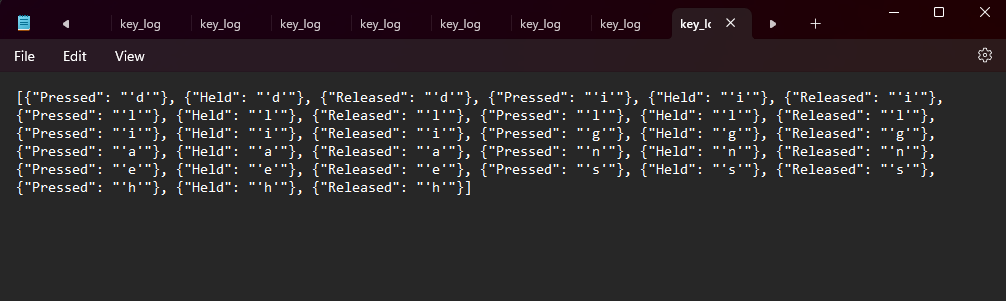 key_log key_log key_log key_log key_log key_log key_log key_lo
File Edit View
[{"Pressed": "'d'"}, {"Held": "'d'"}, {"Released": "'d'"}, {"Pressed": "'i'"}, {"Held": "'i'"}, {"Released": "'i'"},
{"Pressed": "'l'"}, {"Held": "'l'"}, {"Released": "'l'"}, {"Pressed": "'l'"}, {"Held": "'l'"}, {"Released": "'l'"},
{"Pressed": "'i'"}, {"Held": "'i'"}, {"Released": "'i'"}, {"Pressed": "'g'"}, {"Held": "'g'"}, {"Released": "'g'"},
{"Pressed": "'a'"}, {"Held": "'a'"}, {"Released": "'a'"}, {"Pressed": "'n'"}, {"Held": "'n'"}, {"Released": "'n'"},
{"Pressed": "'e'"}, {"Held": "'e'"}, {"Released": "'e'"}, {"Pressed": "'s'"}, {"Held": "'s'"}, {"Released": "'s'"},
{"Pressed": "'h'"}, {"Held": "'h'"}, {"Released": "'h'"}]